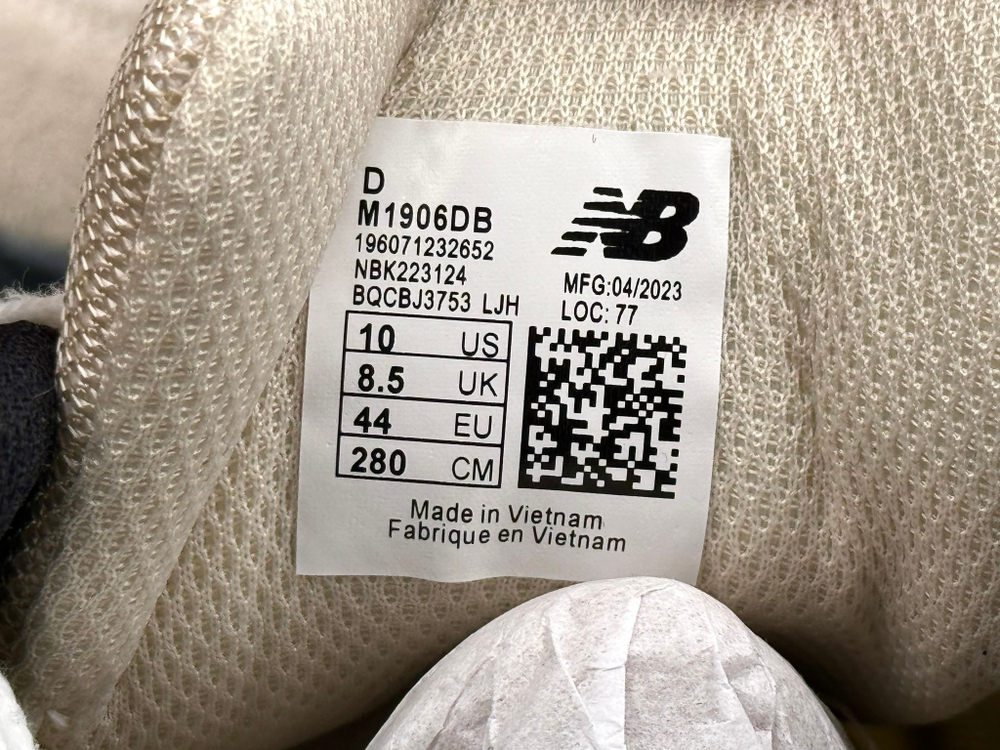 D
M1906DB
196071232652
NBK223124
BQCBJ3753 LJH
NB
MFG:04/2023
LOC: 77
10 US
8.5 UK
44 EU
280 CM
Made in Vietnam
Fabrique en Vietnam